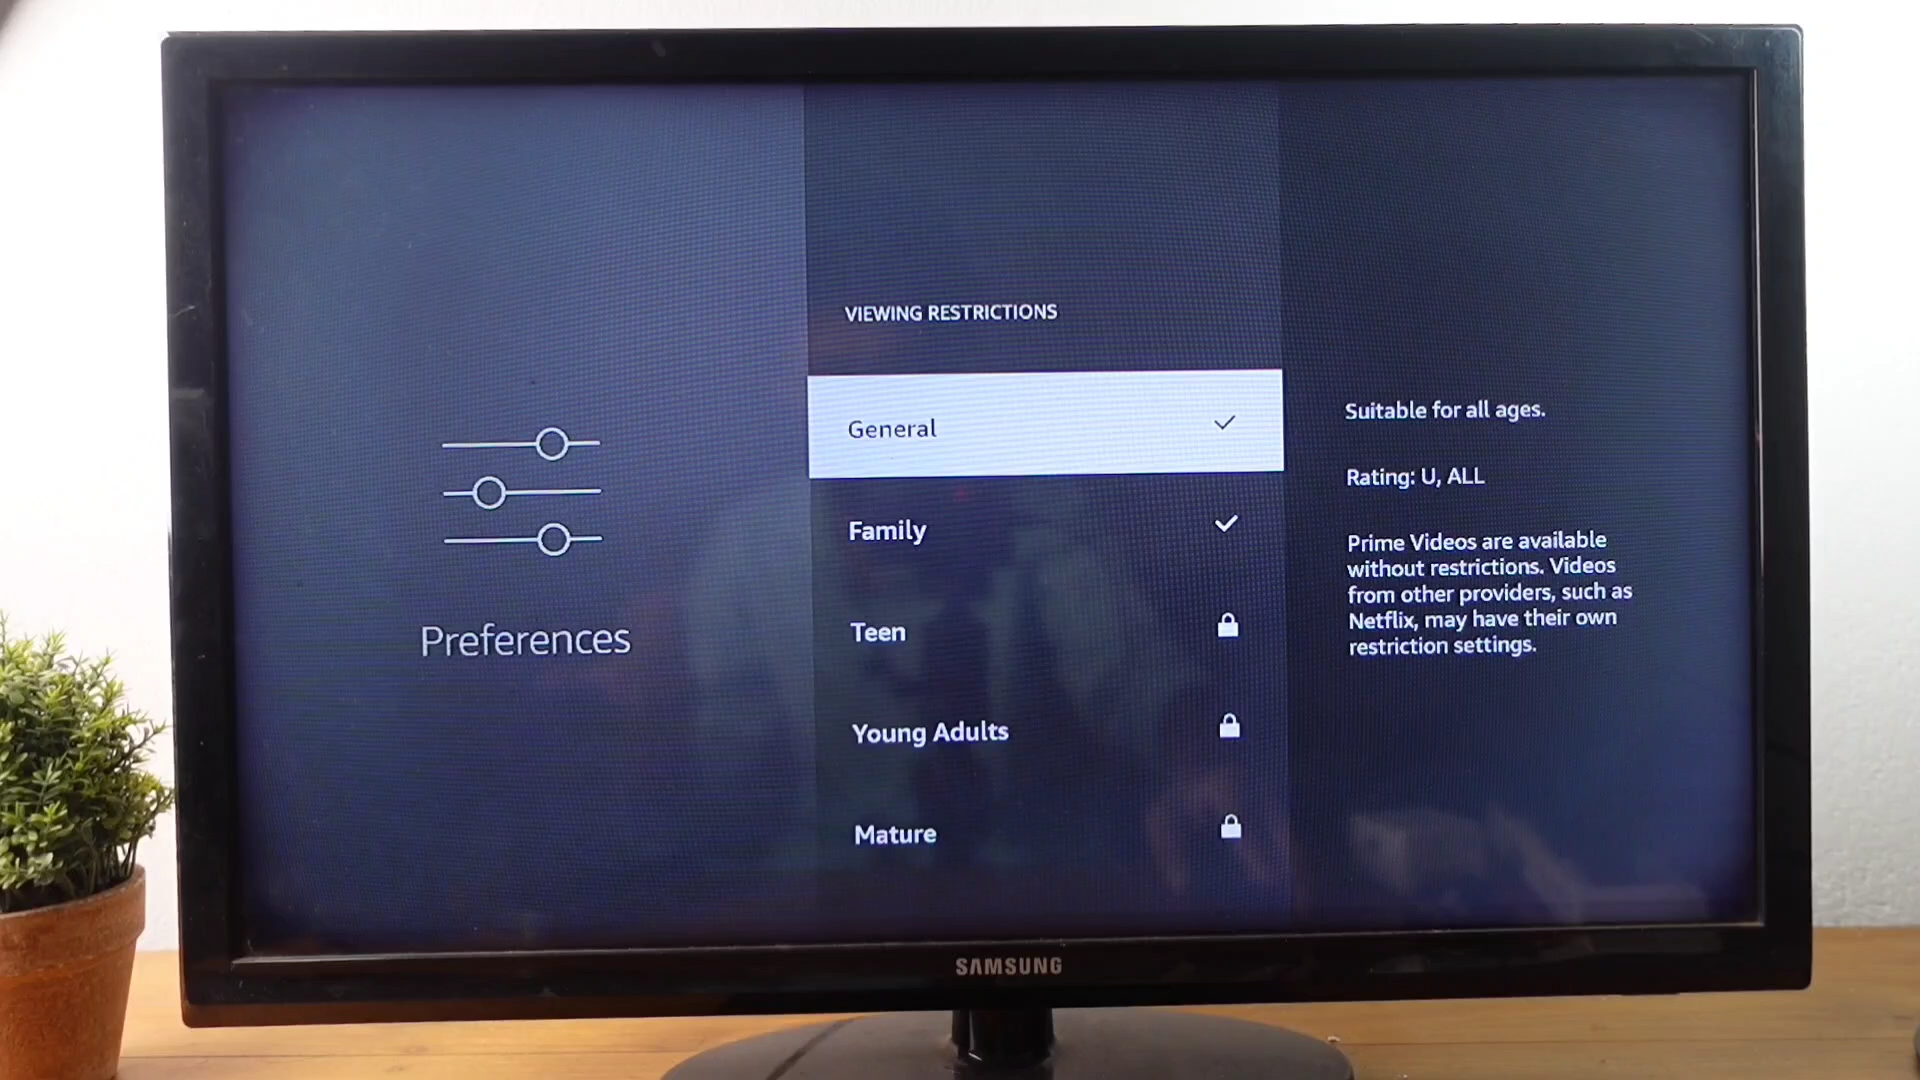 VIEWING RESTRICTIONS
General
Family
Teen
Young Adults
Mature
Preferences
Suitable for all ages.
Rating: U, ALL
Prime Videos are available
without restrictions. Videos
from other providers, such as
Netflix, may have their own
restriction settings.
SAMSUNG